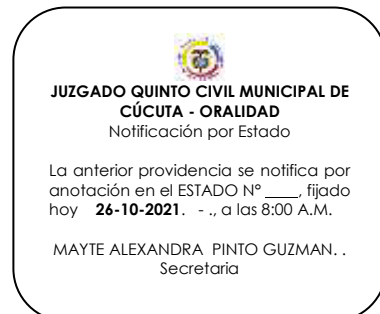 JUZGADO QUINTO CIVIL MUNICIPAL DE
CÚCUTA - ORALIDAD
Notificación por Estado
La anterior providencia se notifica por
anotación en el ESTADO N° ____, fijado
hoy 26-10-2021. - ., a las 8:00 A.M.
MAYTE ALEXANDRA PINTO GUZMAN. .
Secretaria